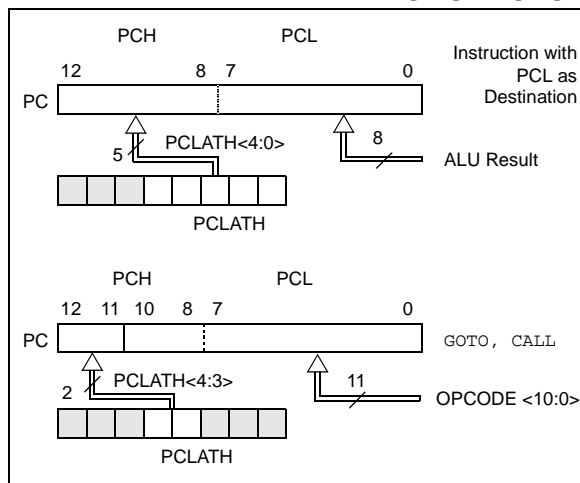 PCH PCL
12 8 7 0
Instruction with
PCL as
Destination
PC
5 PCLATH<4:0>
8
ALU Result
PCLATH
PCH PCL
12 11 10 8 7 0
PC
GOTO, CALL
2 PCLATH<4:3>
11
OPCODE <10:0>
PCLATH